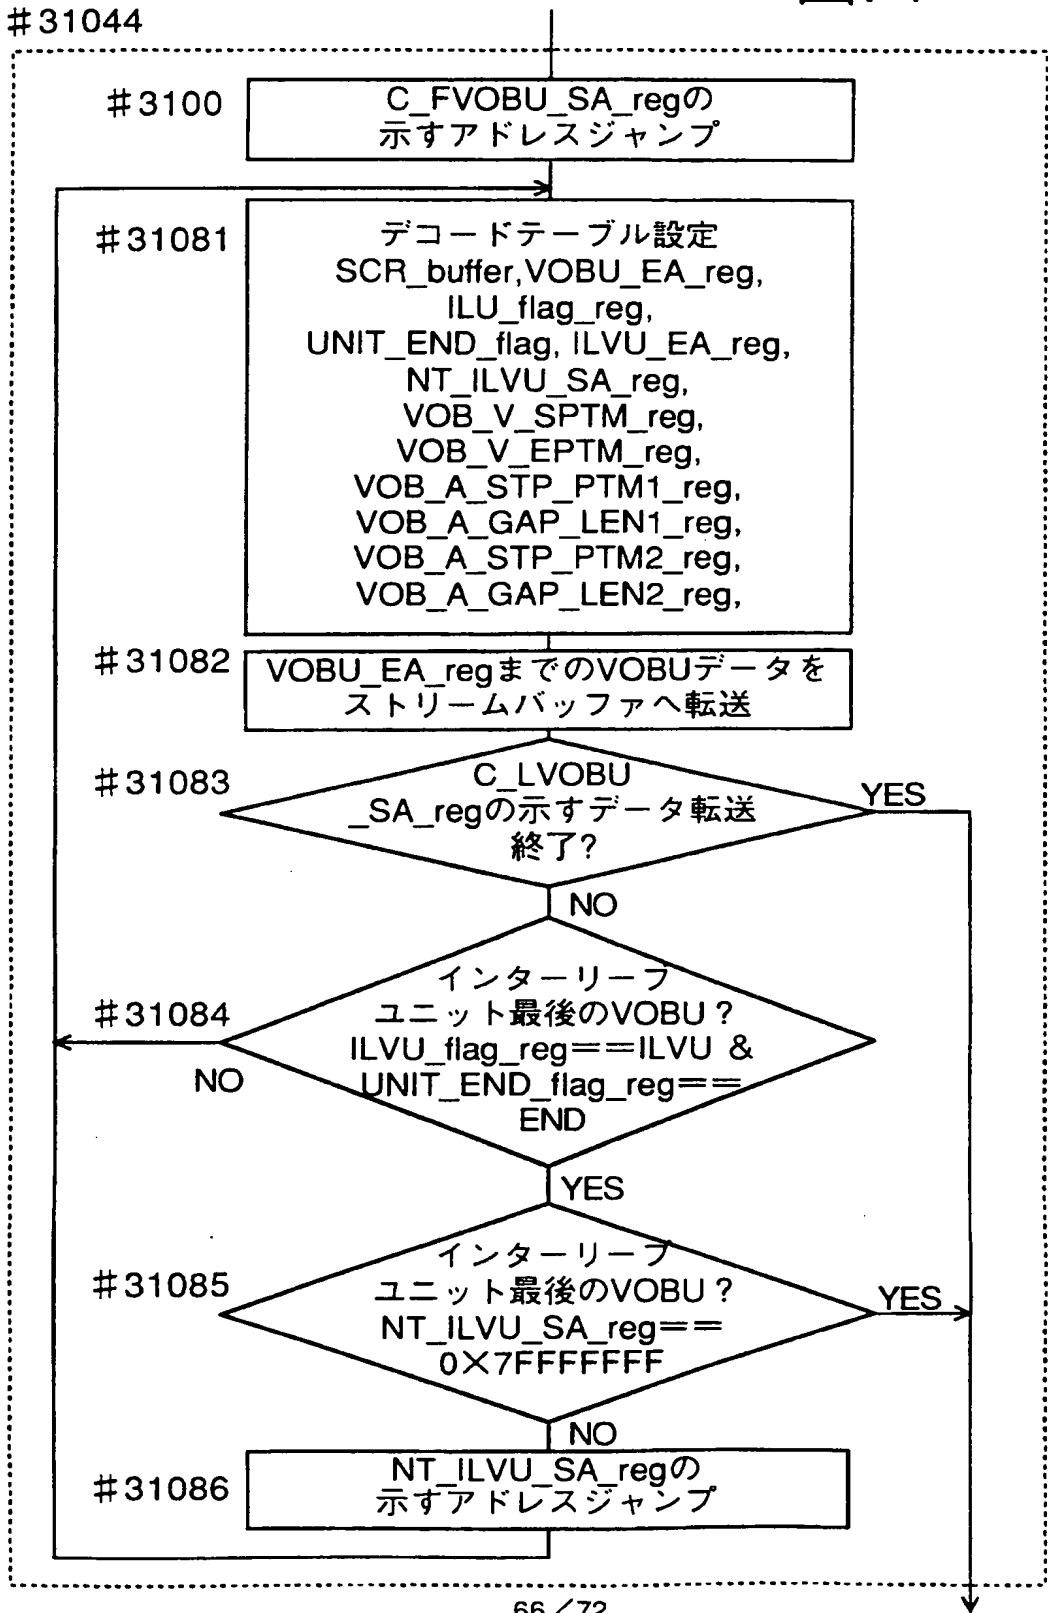 #31044
#3100
C_FVOBU_SA_regの
示すアドレスジャンプ
#31081
デコードテーブル設定
SCR_buffer,VOBU_EA_reg,
ILU_flag_reg,
UNIT_END_flag, ILVU_EA_reg,
NT_ILVU_SA_reg,
VOB_V_SPTM_reg,
VOB_V_EPTM_reg,
VOB_A_STP_PTM1_reg,
VOB_A_GAP_LEN1_reg,
VOB_A_STP_PTM2_reg,
VOB_A_GAP_LEN2_reg,
#31082
VOBU_EA_regまでのVOBUデータを
ストリームバッファへ転送
#31083
C_LVOBU
_SA_regの示すデータ転送
終了?
YES
NO
#31084
インターリーブ
ユニット最後のVOBU?
ILVU_flag_reg==ILVU &
UNIT_END_flag_reg==
END
NO
YES
#31085
インターリーブ
ユニット最後のVOBU?
NT_ILVU_SA_reg==
0×7FFFFFFF
YES
NO
#31086
NT_ILVU_SA_regの
示すアドレスジャンプ
66/72